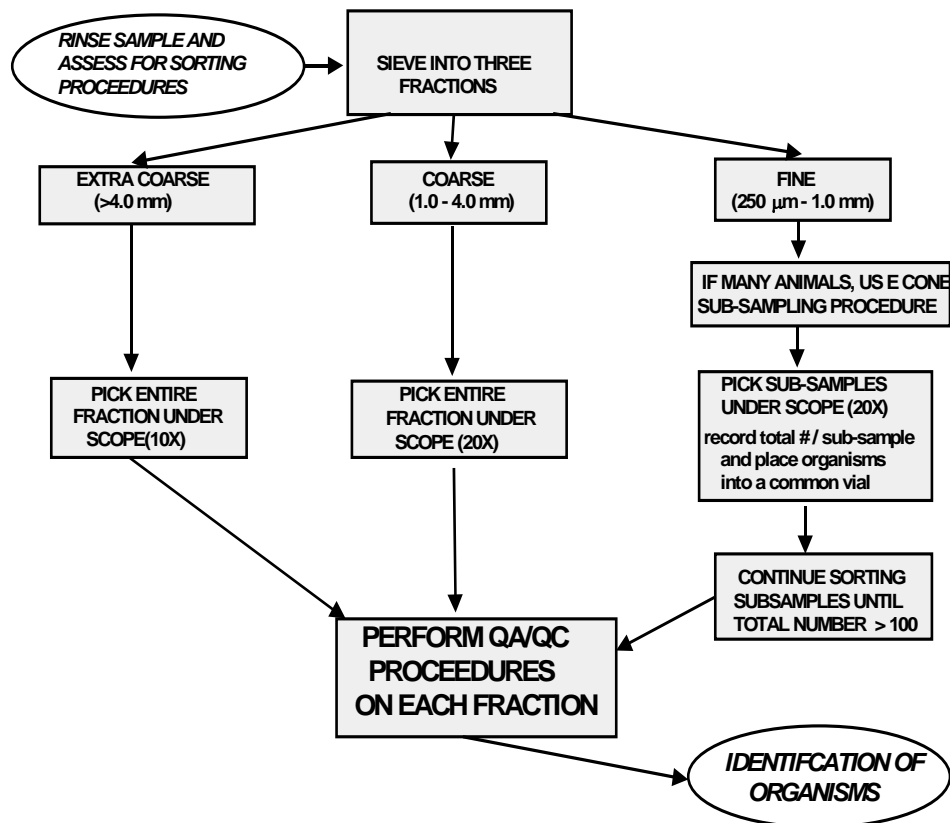 RINSE SAMPLE AND
ASSESS FOR SORTING
PROCEEDURES
SIEVE INTO THREE
FRACTIONS
EXTRA COARSE
(>4.0 mm)
COARSE
(1.0 - 4.0 mm)
FINE
(250 µm - 1.0 mm)
IF MANY ANIMALS, US E CONE
SUB-SAMPLING PROCEDURE
PICK ENTIRE
FRACTION UNDER
SCOPE(10X)
PICK ENTIRE
FRACTION UNDER
SCOPE (20X)
PICK SUB-SAMPLES
UNDER SCOPE (20X)
record total # / sub-sample
and place organisms
into a common vial
CONTINUE SORTING
SUBSAMPLES UNTIL
TOTAL NUMBER > 100
PERFORM QA/QC
PROCEEDURES
ON EACH FRACTION
IDENTIFCATION OF
ORGANISMS